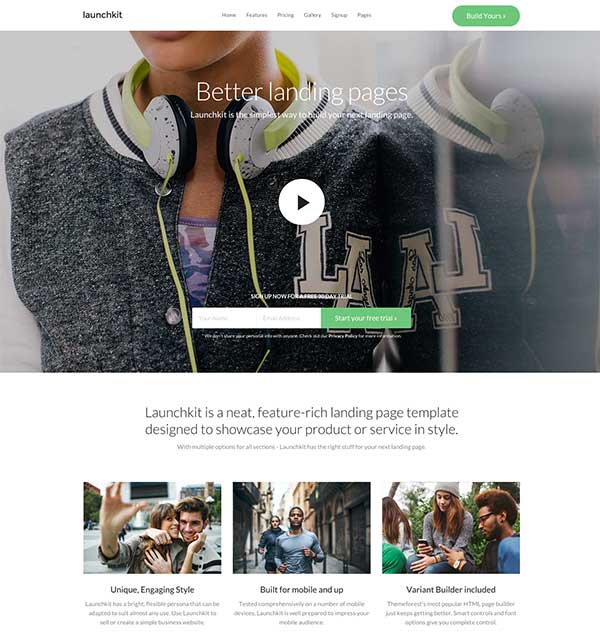 launchkit
Home Features Pricing Gallery Signup Pages
Build Yours ›
Better landing pages
Launchkit is the simplest way to build your next landing page.
LA
SIGN UP NOW FOR A FREE 30 DAY TRIAL
Your Name Email Address Start your free trial ›
* We don't share your personal info with anyone. Check out our Privacy Policy for more information.
Launchkit is a neat, feature-rich landing page template
designed to showcase your product or service in style.
With multiple options for all sections - Launchkit has the right stuff for your next landing page.
Unique, Engaging Style
Launchkit has a bright, flexible persona that can be
adapted to suit almost any use. Use Launchkit to
sell or create a simple business website.
Built for mobile and up
Tested comprehensively on a number of mobile
devices, Launchkit is well prepared to impress your
mobile audience.
Variant Builder included
Themeforest's most popular HTML page builder
just keeps getting better. Smart controls and font
options give you complete control.